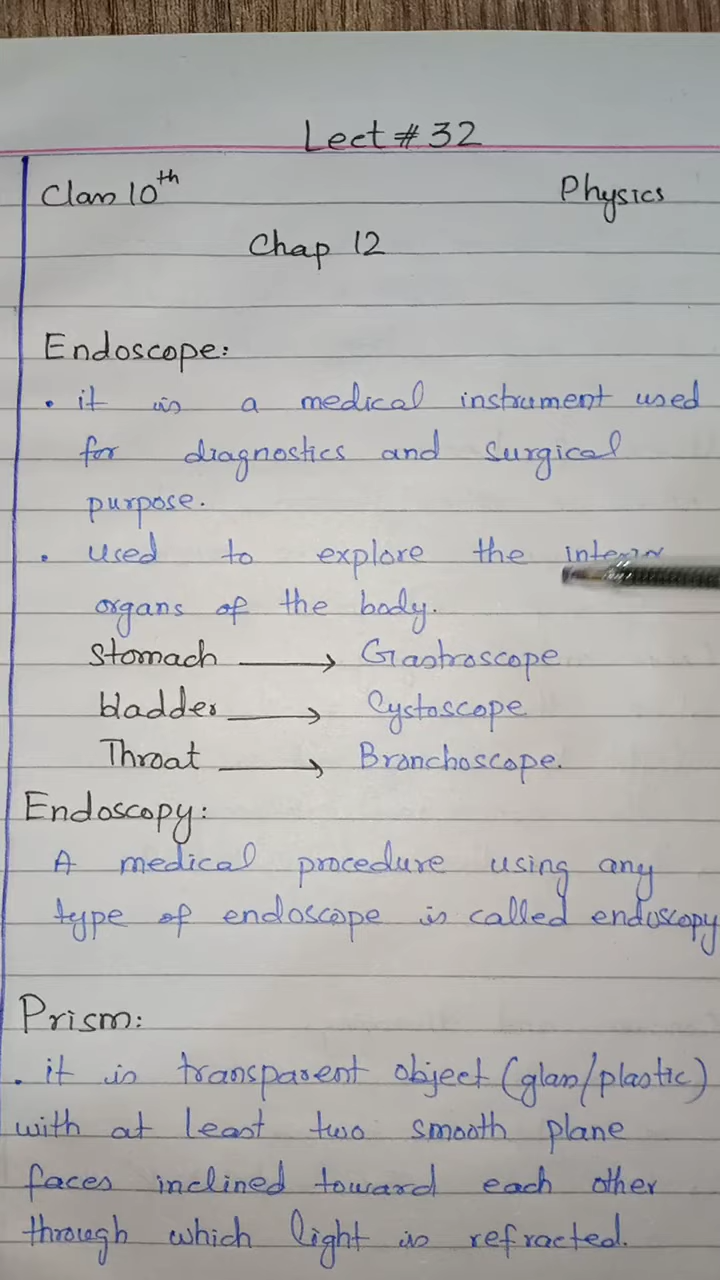 Lect # 32
Class 10th Physics
Chap 12
Endoscope:
• it is a medical instrument used
for diagnostics and surgical
purpose.
• used to explore the
organs of the body.
Stomach → Gastroscope
bladder → Cystoscope
Throat → Bronchoscope.
Endoscopy:
A medical procedure using any
type of endoscope is called endoscopy
Prism:
. it is transparent object (glass/plastic)
with at least two smooth plane
faces inclined toward each other
through which light is refracted.